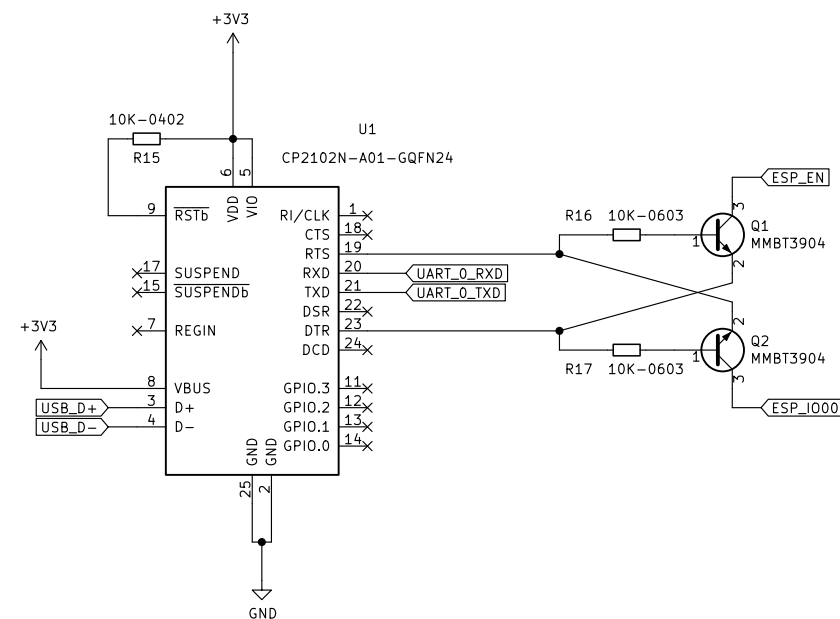 +3V3
10K-0402
R15
U1
CP2102N-A01-GQFN24
6
5
VDD
VIO
9
RSTb
17
SUSPEND
15
SUSPENDb
7
REGIN
+3V3
8
VBUS
USB_D+
3
D+
USB_D-
4
D-
RI/CLK
1
CTS
18
RTS
19
RXD
20
UART_0_RXD
TXD
21
UART_0_TXD
DSR
22
DTR
23
DCD
24
GPIO.3
11
GPIO.2
12
GPIO.1
13
GPIO.0
14
GND
GND
25
2
GND
R16
10K-0603
ESP_EN
3
1
Q1
MMBT3904
2
2
1
Q2
MMBT3904
R17
10K-0603
3
ESP_IO00